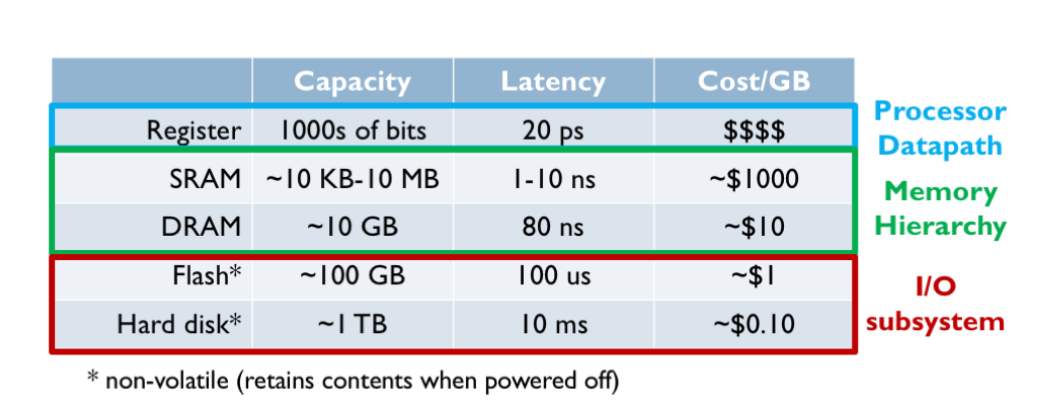 Capacity Latency Cost/GB
Register 1000s of bits 20 ps $$$$
SRAM ~10 KB-10 MB 1-10 ns ~$1000
DRAM ~10 GB 80 ns ~$10
Flash* ~100 GB 100 us ~$1
Hard disk* ~1 TB 10 ms ~$0.10
Processor
Datapath
Memory
Hierarchy
I/O
subsystem
* non-volatile (retains contents when powered off)